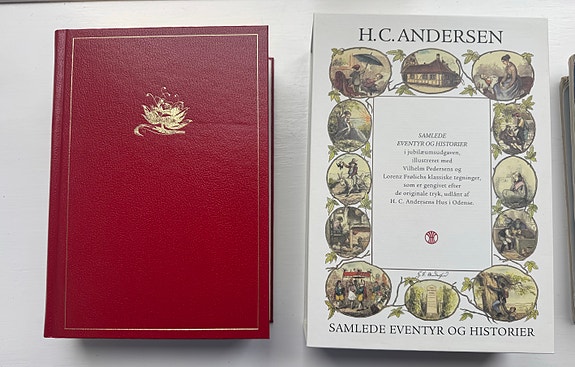 H.C. ANDERSEN
SAMLEDE
EVENTYR OG HISTORIER
i jubilæumsudgaven,
illustreret med
Vilhelm Pedersens og
Lorenz Frølichs klassiske tegninger,
som er gengivet efter
de originale tryk, udlånt af
H. C. Andersens Hus i Odense.
SAMLEDE EVENTYR OG HISTORIER